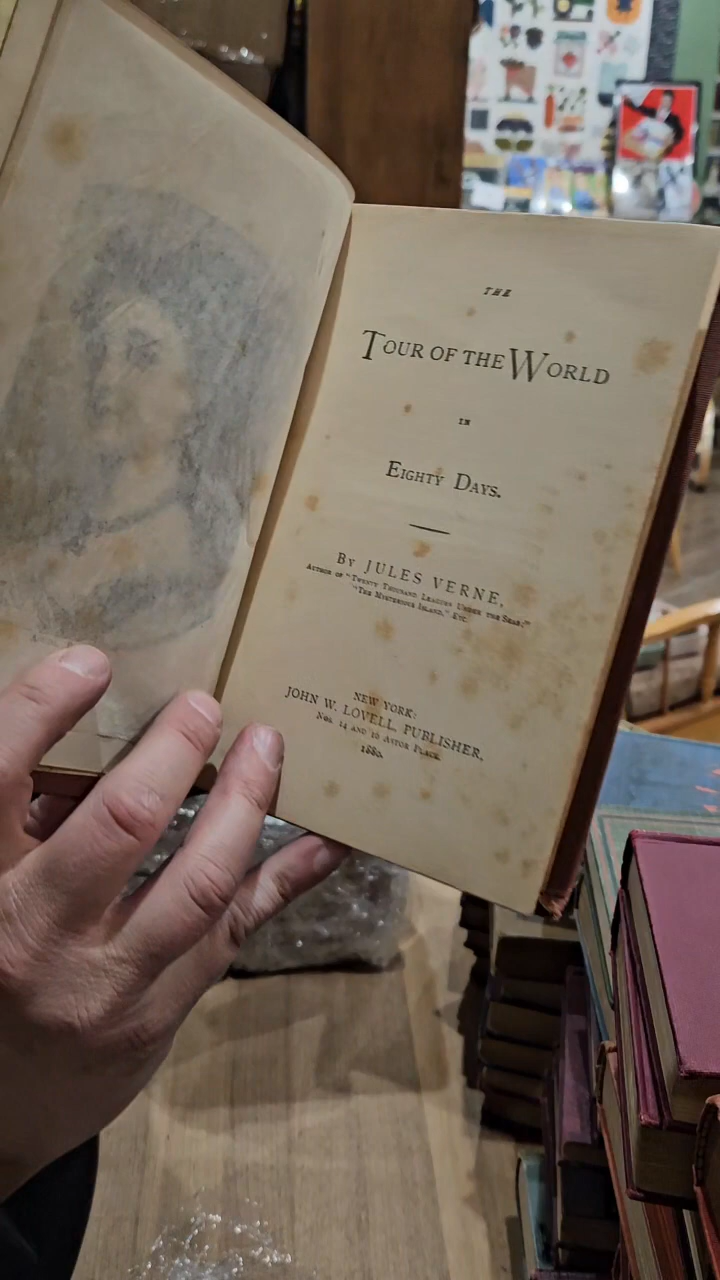 THE
TOUR OF THE WORLD
IN
EIGHTY DAYS.
BY JULES VERNE,
AUTHOR OF "TWENTY THOUSAND LEAGUES UNDER THE SEAS;"
"THE MYSTERIOUS ISLAND," ETC.
NEW YORK:
JOHN W. LOVELL, PUBLISHER,
NOS. 14 AND 16 ASTOR PLACE.
1880.